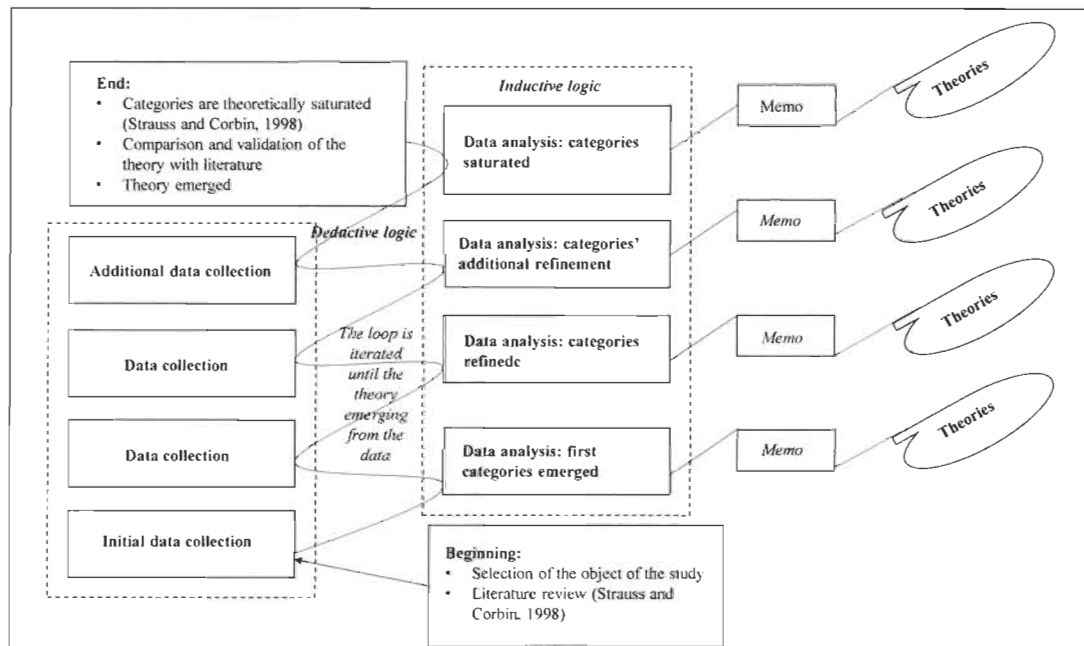 End:
• Categories are theoretically saturated
(Strauss and Corbin, 1998)
• Comparison and validation of the
theory with literature
• Theory emerged
Inductive logic
Data analysis: categories
saturated
Memo
Theories
Deductive logic
Additional data collection
Data analysis: categories'
additional refinement
Memo
Theories
Data collection
The loop is
iterated
until the
theory
emerging
from the
data
Data analysis: categories
refinedc
Memo
Theories
Data collection
Data analysis: first
categories emerged
Memo
Theories
Initial data collection
Beginning:
• Selection of the object of the study
• Literature review (Strauss and
Corbin, 1998)